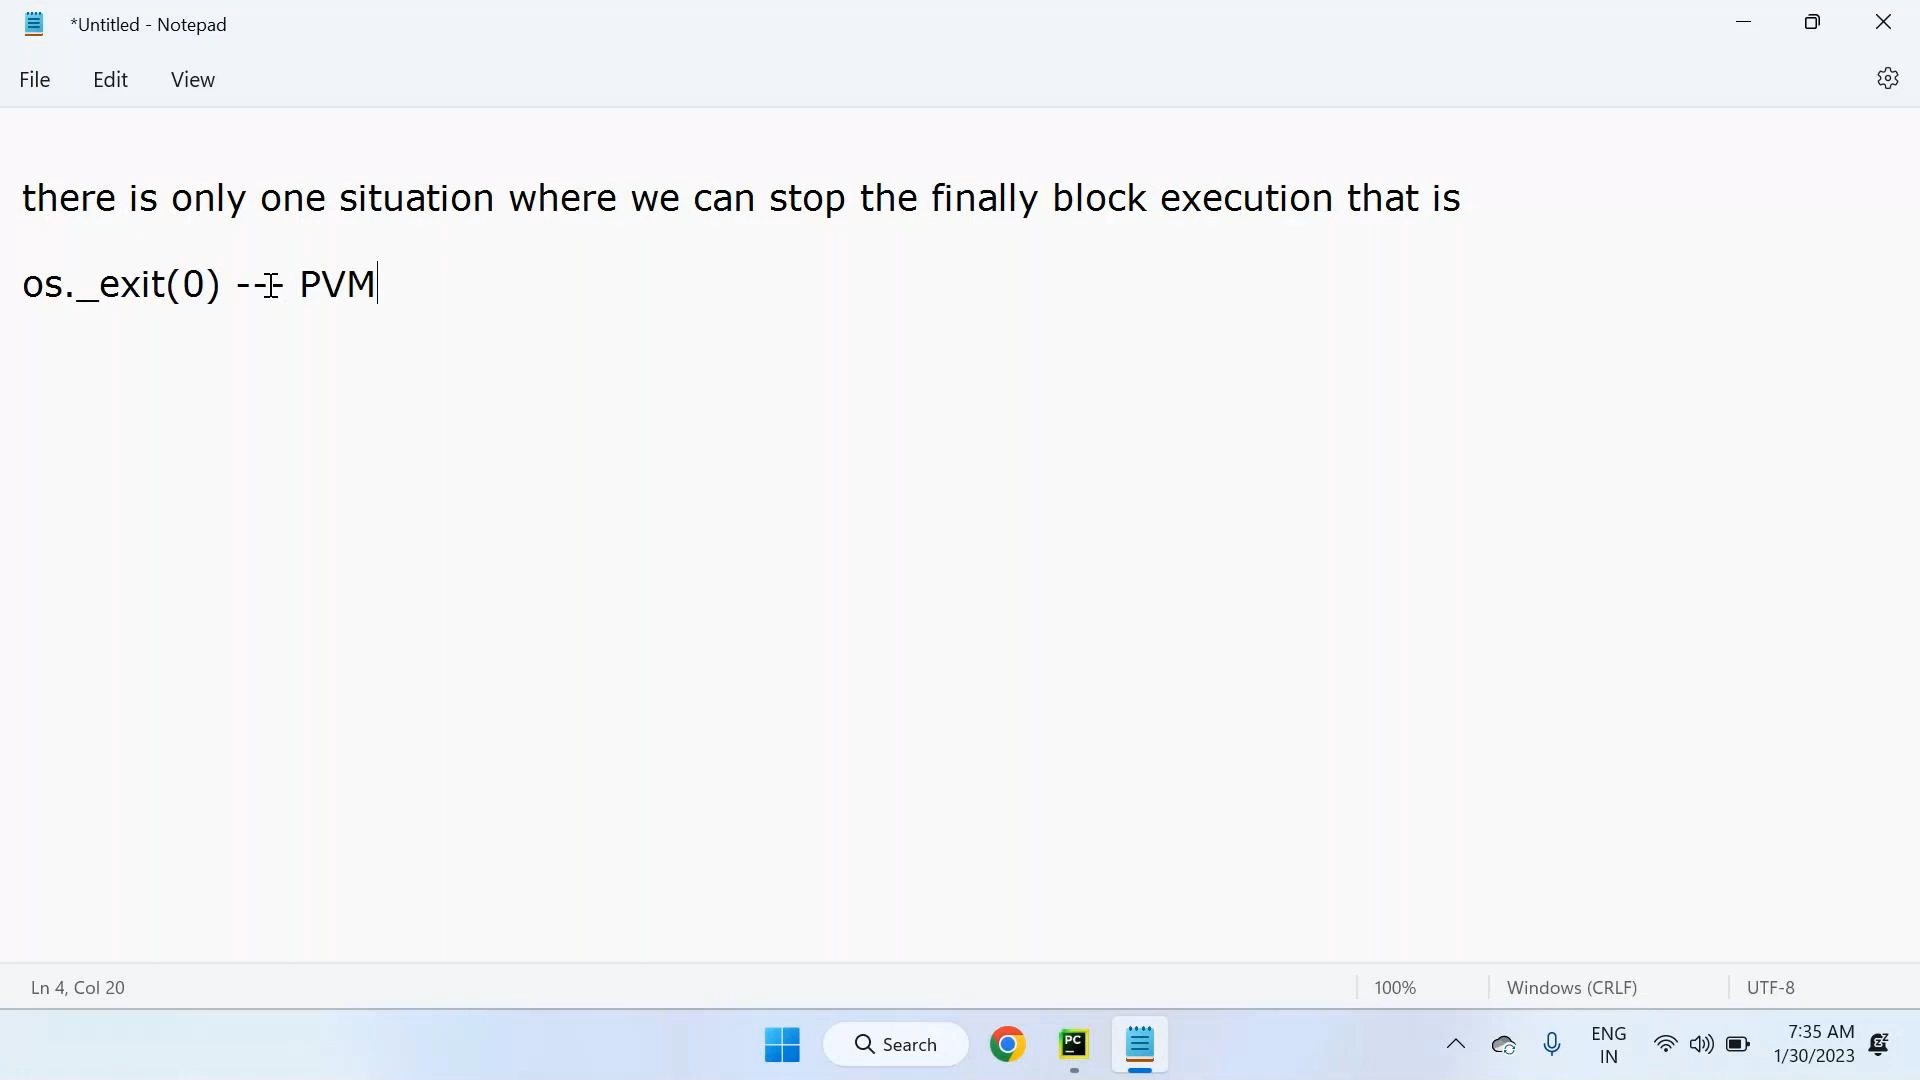 *Untitled - Notepad
File Edit View
there is only one situation where we can stop the finally block execution that is
os._exit(0) --- PVM
Ln 4, Col 20
100%
Windows (CRLF)
UTF-8
Search
PC
ENG
IN
7:35 AM
1/30/2023